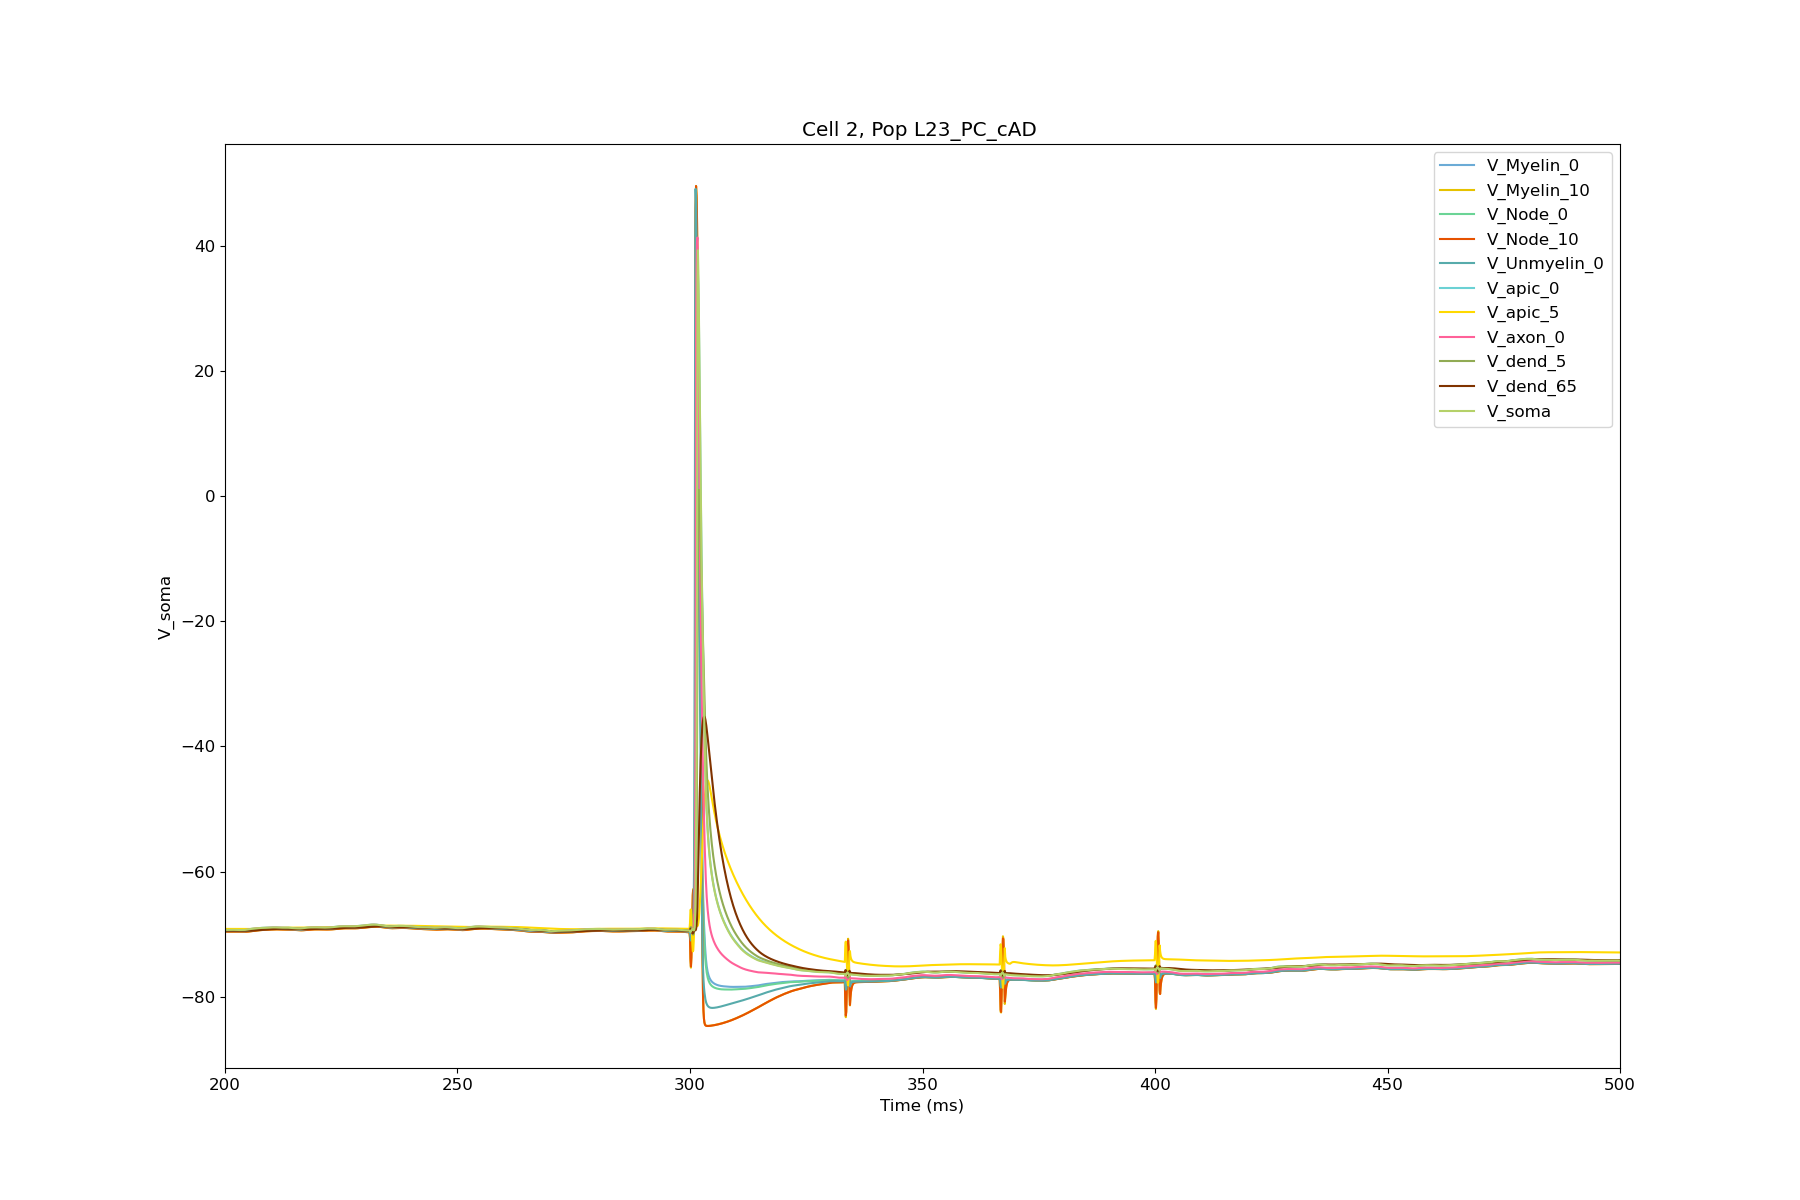 Cell 2, Pop L23_PC_cAD
V_Myelin_0
V_Myelin_10
V_Node_0
V_Node_10
V_Unmyelin_0
V_apic_0
V_apic_5
V_axon_0
V_dend_5
V_dend_65
V_soma
40
20
0
−20
−40
−60
−80
V_soma
200 250 300 350 400 450 500
Time (ms)